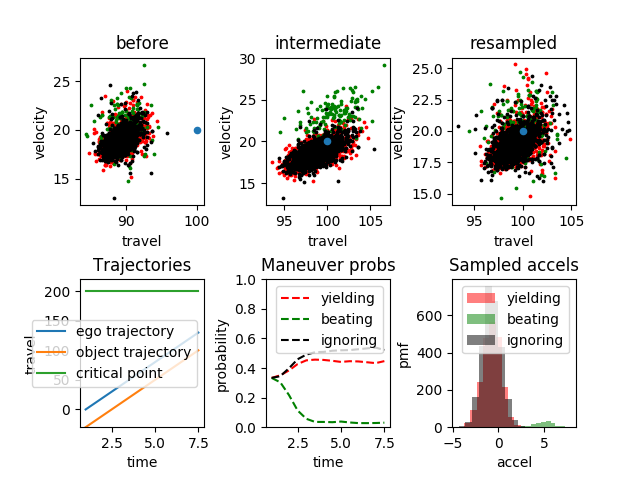 before
intermediate
resampled
velocity
25
20
15
90
100
travel
velocity
30
25
20
15
95
100
105
travel
velocity
25.0
22.5
20.0
17.5
15.0
95
100
105
travel
Trajectories
Maneuver probs
Sampled accels
travel
200
150
100
50
0
ego trajectory
object trajectory
critical point
2.5
5.0
7.5
time
probability
1.0
0.8
0.6
0.4
0.2
0.0
yielding
beating
ignoring
2.5
5.0
7.5
time
pmf
600
400
200
0
yielding
beating
ignoring
−5
0
5
accel